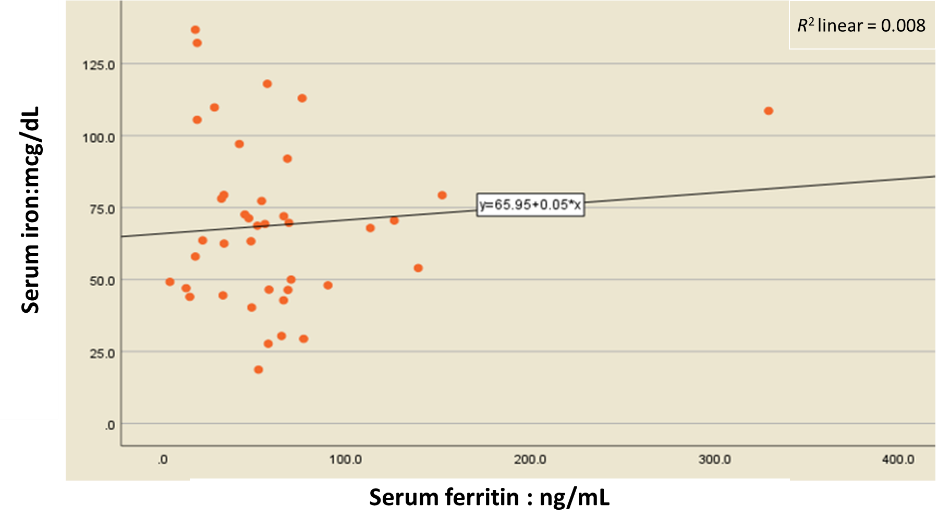 R² linear = 0.008
Serum iron:mcg/dL
125.0
100.0
75.0
50.0
25.0
.0
y=65.95+0.05*x
.0 100.0 200.0 300.0 400.0
Serum ferritin : ng/mL